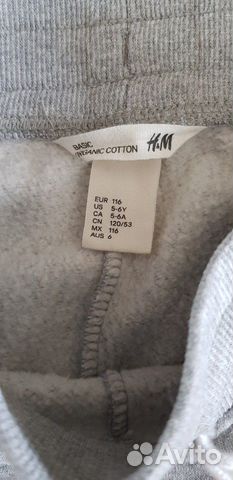 BASIC
ORGANIC COTTON
H&M
EUR 116
US 5-6Y
CA 5-6A
CN 120/53
MX 116
AUS 6
Avito